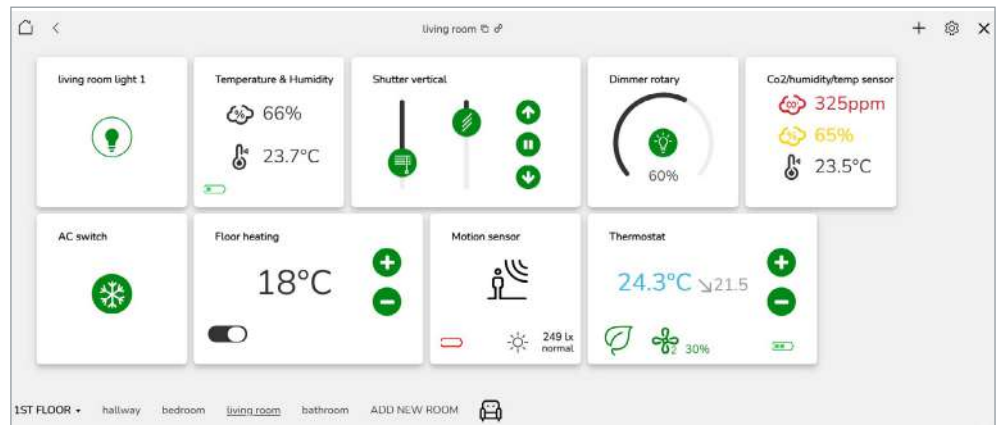 living room
living room light 1
Temperature & Humidity
66%
23.7°C
Shutter vertical
Dimmer rotary
60%
Co2/humidity/temp sensor
325ppm
65%
23.5°C
AC switch
Floor heating
18°C
Motion sensor
249 lx
normal
Thermostat
24.3°C 21.5
2 30%
1ST FLOOR hallway bedroom living room bathroom ADD NEW ROOM